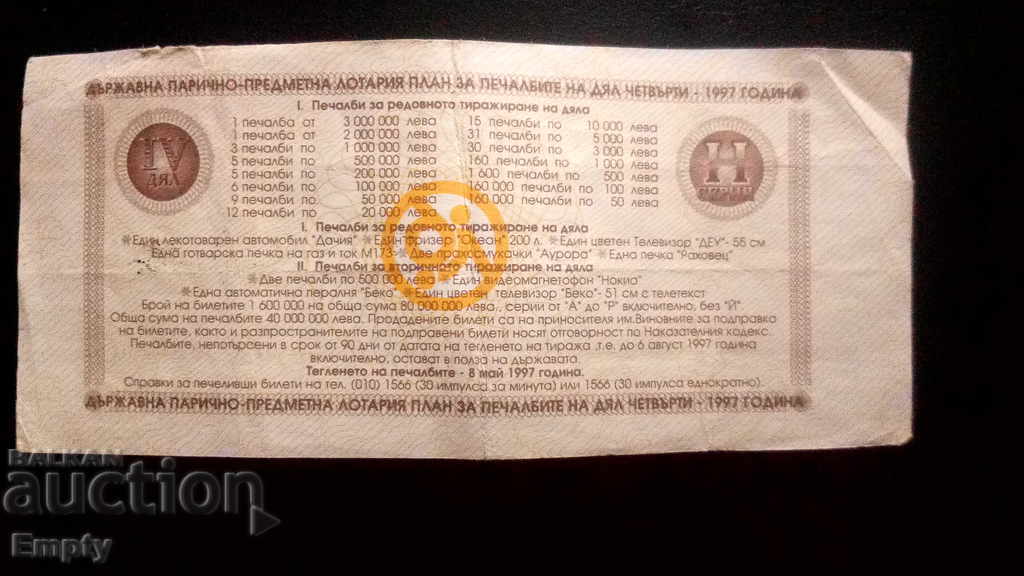 ДЪРЖАВНА ПАРИЧНО-ПРЕДМЕТНА ЛОТАРИЯ ПЛАН ЗА ПЕЧАЛБИТЕ НА ДЯЛ ЧЕТВЪРТИ - 1997 ГОДИНА
I. Печалби за редовното тиражиране на дяла
1 печалба от 3 000 000 лева 15 печалби по 10 000 лева
1 печалба от 2 000 000 лева 31 печалби по 5 000 лева
3 печалби по 1 000 000 лева 30 печалби по 3 000 лева
5 печалби по 500 000 лева 160 печалби по 1 000 лева
5 печалби по 200 000 лева 1 600 печалби по 500 лева
6 печалби по 100 000 лева 160 000 печалби по 100 лева
9 печалби по 50 000 лева 160 000 печалби по 50 лева
12 печалби по 20 000 лева
IV
ДЯЛ
Н
СЕРИЯ
I. Печалби за редовното тиражиране на дяла
✳Един лекотоварен автомобил "Дачия" ✳Един фризер "Океан" 200 л. ✳Един цветен Телевизор "ДЕУ"- 55 см
Една готварска печка на газ и ток М173 ✳Две прахосмукачки "Аурора" ✳Една печка "Раховец"
II. Печалби за вторичното тиражиране на дяла
✳Две печалби по 500 000 лева ✳Един видеомагнетофон "Нокиа"
✳Една автоматична пералня "Беко" ✳Един цветен телевизор "Беко"- 51 см с телетекст
Брой на билетите 1 600 000 на обща сума 80 000 000 лева, серии от "А" до "Р" включително, без "Й"
Обща сума на печалбите 40 000 000 лева. Продадените билети са на приносителя им.Виновните за подправка
на билетите, както и разпространителите на подправени билети носят отговорност по Наказателния кодекс.
Печалбите, непотърсени в срок от 90 дни от датата на тегленето на тиража ,т.е. до 6 август 1997 година
включително, остават в полза на държавата.
Тегленето на печалбите - 8 май 1997 година.
Справки за печеливши билети на тел. (010) 1566 (30 импулса за минута) или 1566 (30 импулса еднократно).
ДЪРЖАВНА ПАРИЧНО-ПРЕДМЕТНА ЛОТАРИЯ ПЛАН ЗА ПЕЧАЛБИТЕ НА ДЯЛ ЧЕТВЪРТИ - 1997 ГОДИНА
BALKAN
auction
Empty